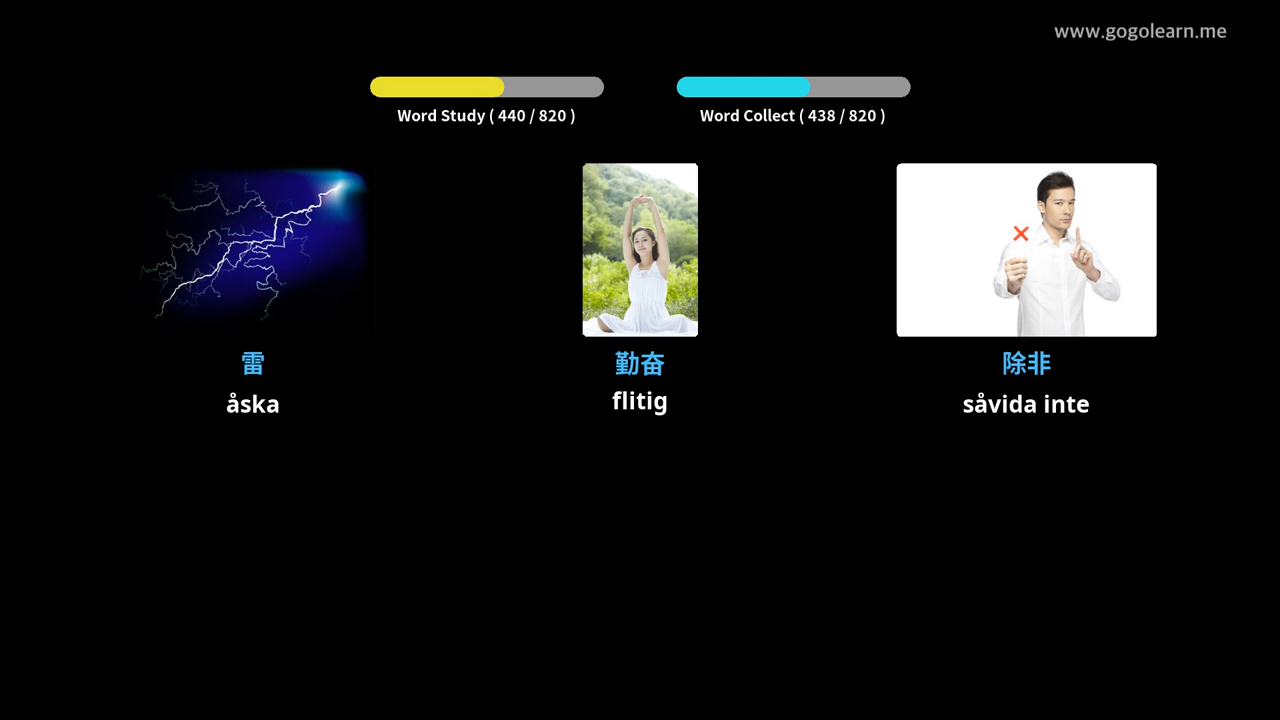 www.gogolearn.me
Word Study ( 440 / 820 )
Word Collect ( 438 / 820 )
雷
勤奋
除非
åska
flitig
såvida inte